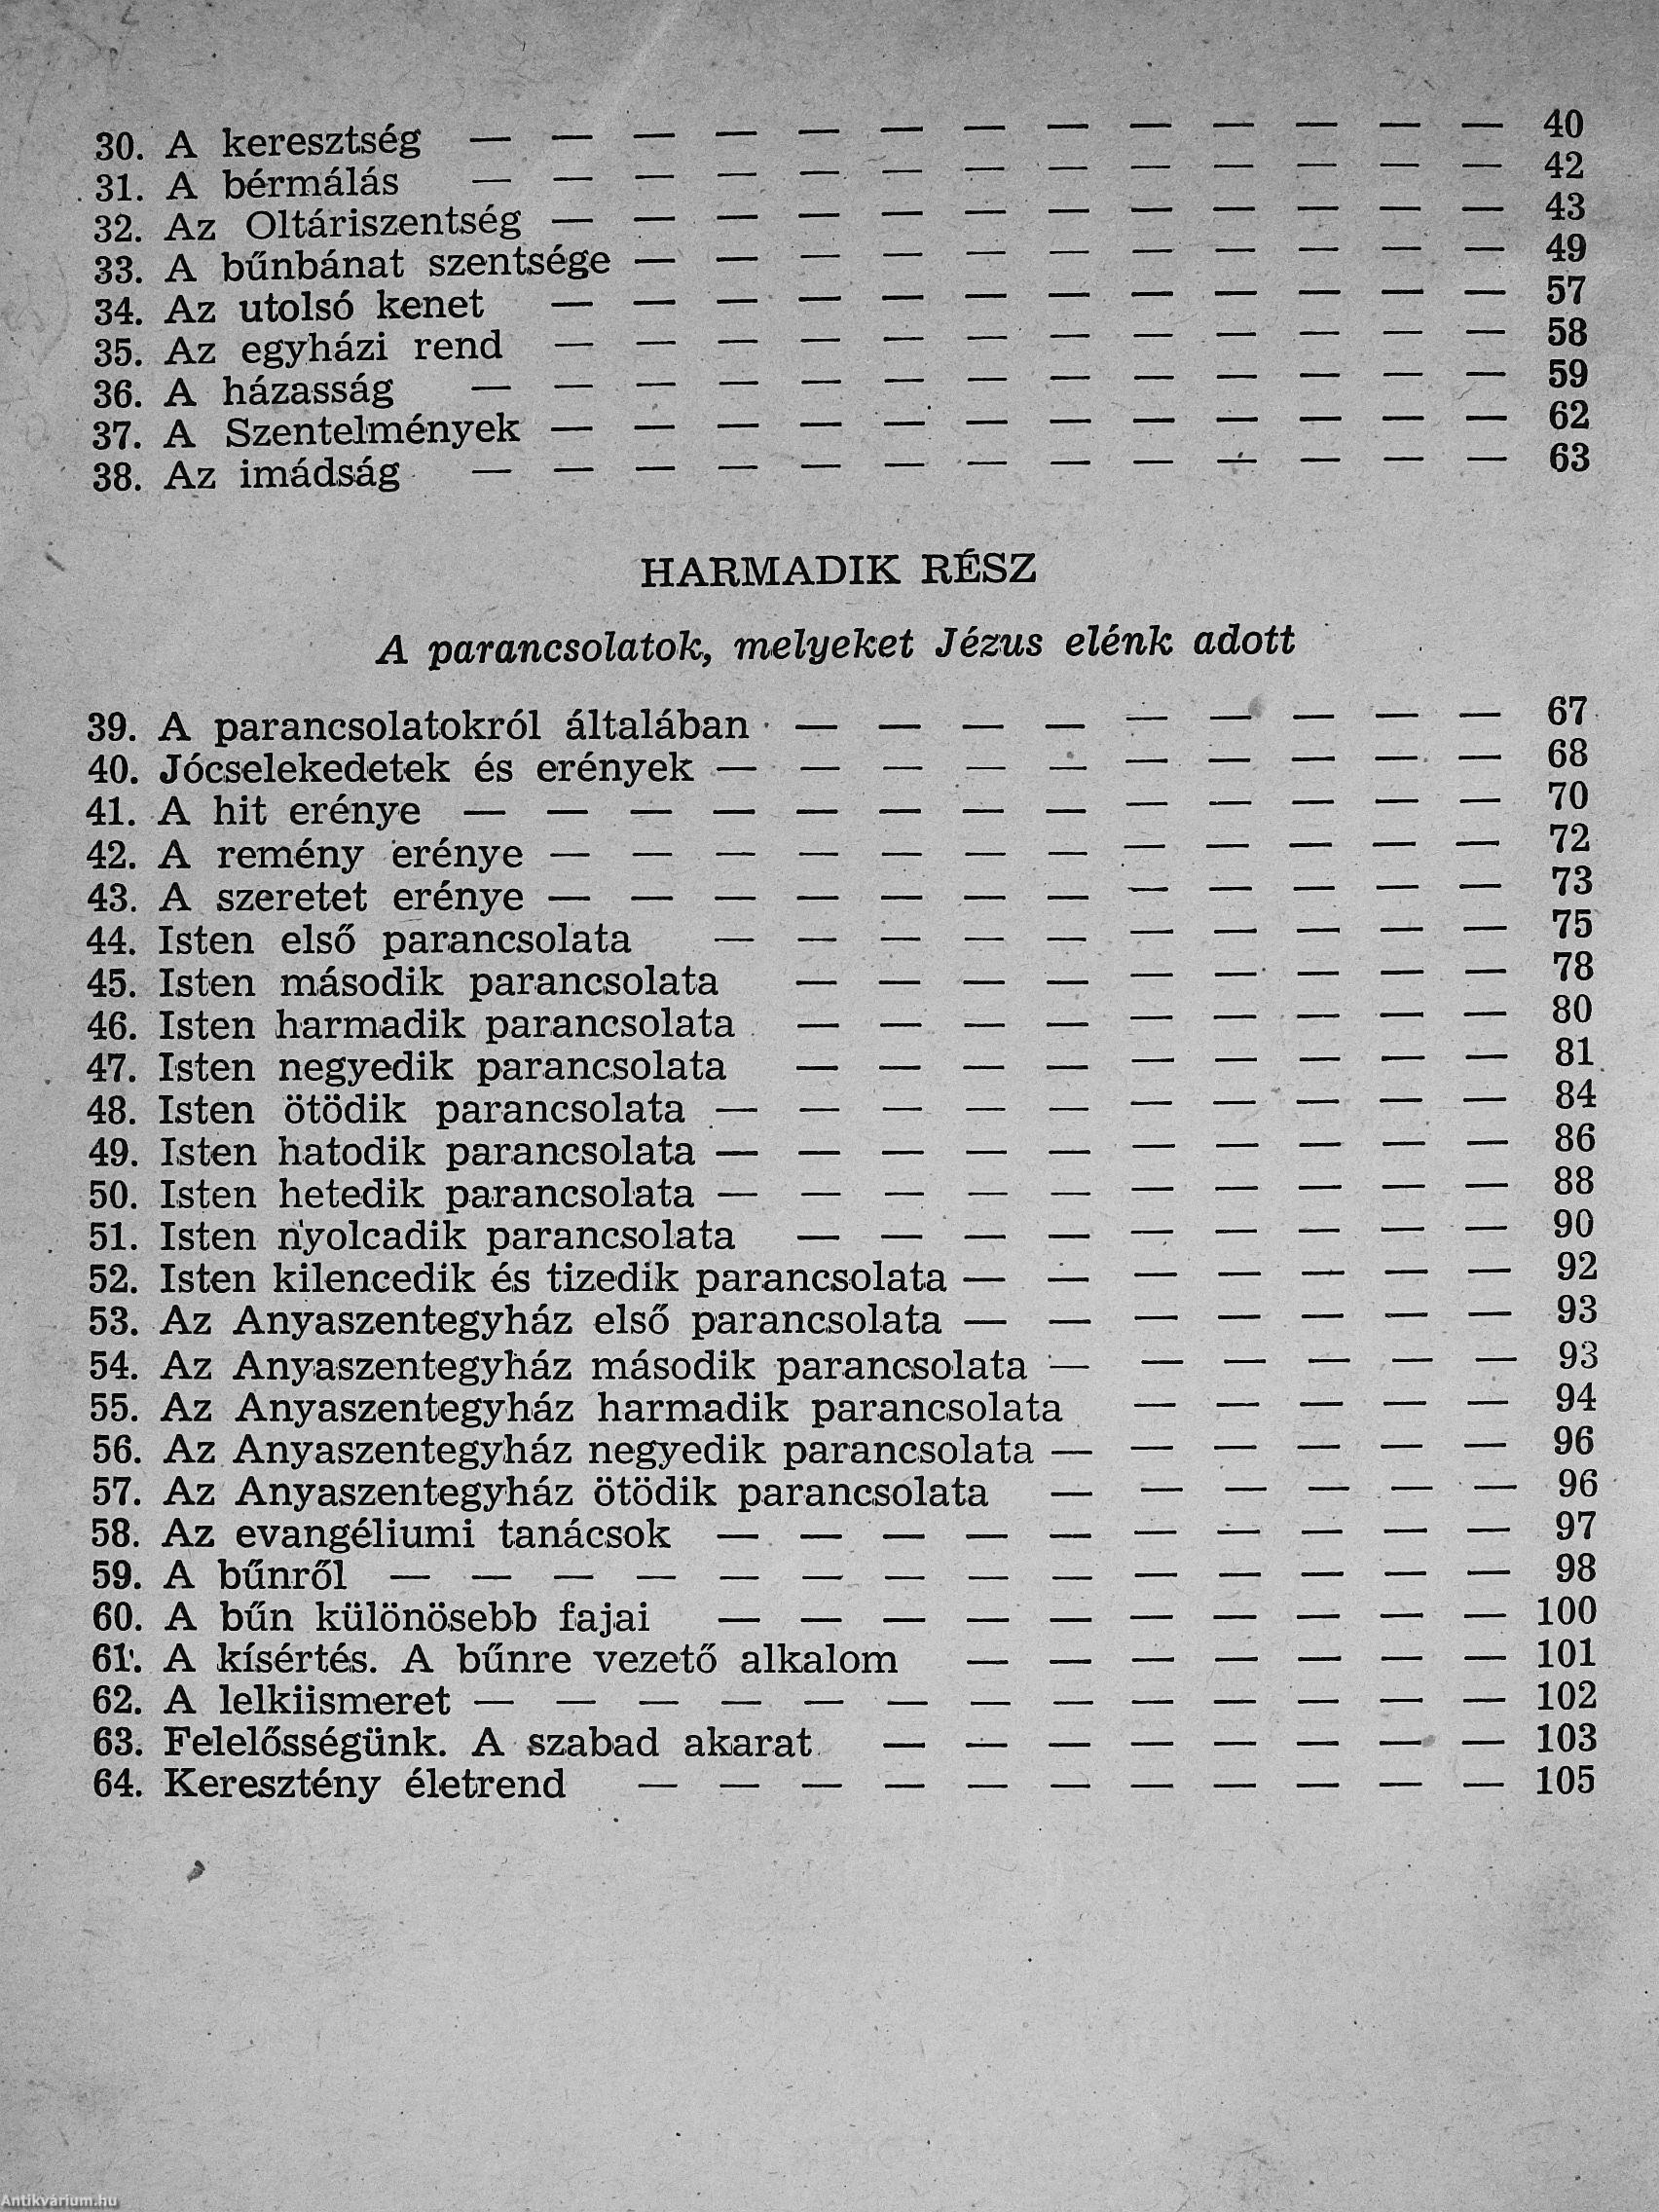 30. A keresztség — — — — — — — — — — — — — 40
31. A bérmálás — — — — — — — — — — — — — 42
32. Az Oltáriszentség — — — — — — — — — — — — 43
33. A bűnbánat szentsége — — — — — — — — — — — 49
34. Az utolsó kenet — — — — — — — — — — — — 57
35. Az egyházi rend — — — — — — — — — — — — 58
36. A házasság — — — — — — — — — — — — — 59
37. A Szentelmények — — — — — — — — — — — — 62
38. Az imádság — — — — — — — — — — — — — 63
HARMADIK RÉSZ
A parancsolatok, melyeket Jézus elénk adott
39. A parancsolatokról általában — — — — — — — — — 67
40. Jócselekedetek és erények — — — — — — — — — — 68
41. A hit erénye — — — — — — — — — — — — — 70
42. A remény erénye — — — — — — — — — — — — 72
43. A szeretet erénye — — — — — — — — — — — — 73
44. Isten első parancsolata — — — — — — — — — — 75
45. Isten második parancsolata — — — — — — — — — 78
46. Isten harmadik parancsolata — — — — — — — — — 80
47. Isten negyedik parancsolata — — — — — — — — — 81
48. Isten ötödik parancsolata — — — — — — — — — — 84
49. Isten hatodik parancsolata — — — — — — — — — — 86
50. Isten hetedik parancsolata — — — — — — — — — — 88
51. Isten nyolcadik parancsolata — — — — — — — — — 90
52. Isten kilencedik és tizedik parancsolata — — — — — — — 92
53. Az Anyaszentegyház első parancsolata — — — — — — — 93
54. Az Anyaszentegyház második parancsolata — — — — — — 93
55. Az Anyaszentegyház harmadik parancsolata — — — — — 94
56. Az Anyaszentegyház negyedik parancsolata — — — — — — 96
57. Az Anyaszentegyház ötödik parancsolata — — — — — — 96
58. Az evangéliumi tanácsok — — — — — — — — — — 97
59. A bűnről — — — — — — — — — — — — — — 98
60. A bűn különösebb fajai — — — — — — — — — — 100
61. A kísértés. A bűnre vezető alkalom — — — — — — — 101
62. A lelkiismeret — — — — — — — — — — — — — 102
63. Felelősségünk. A szabad akarat — — — — — — — — 103
64. Keresztény életrend — — — — — — — — — — — 105
Antikvárium.hu